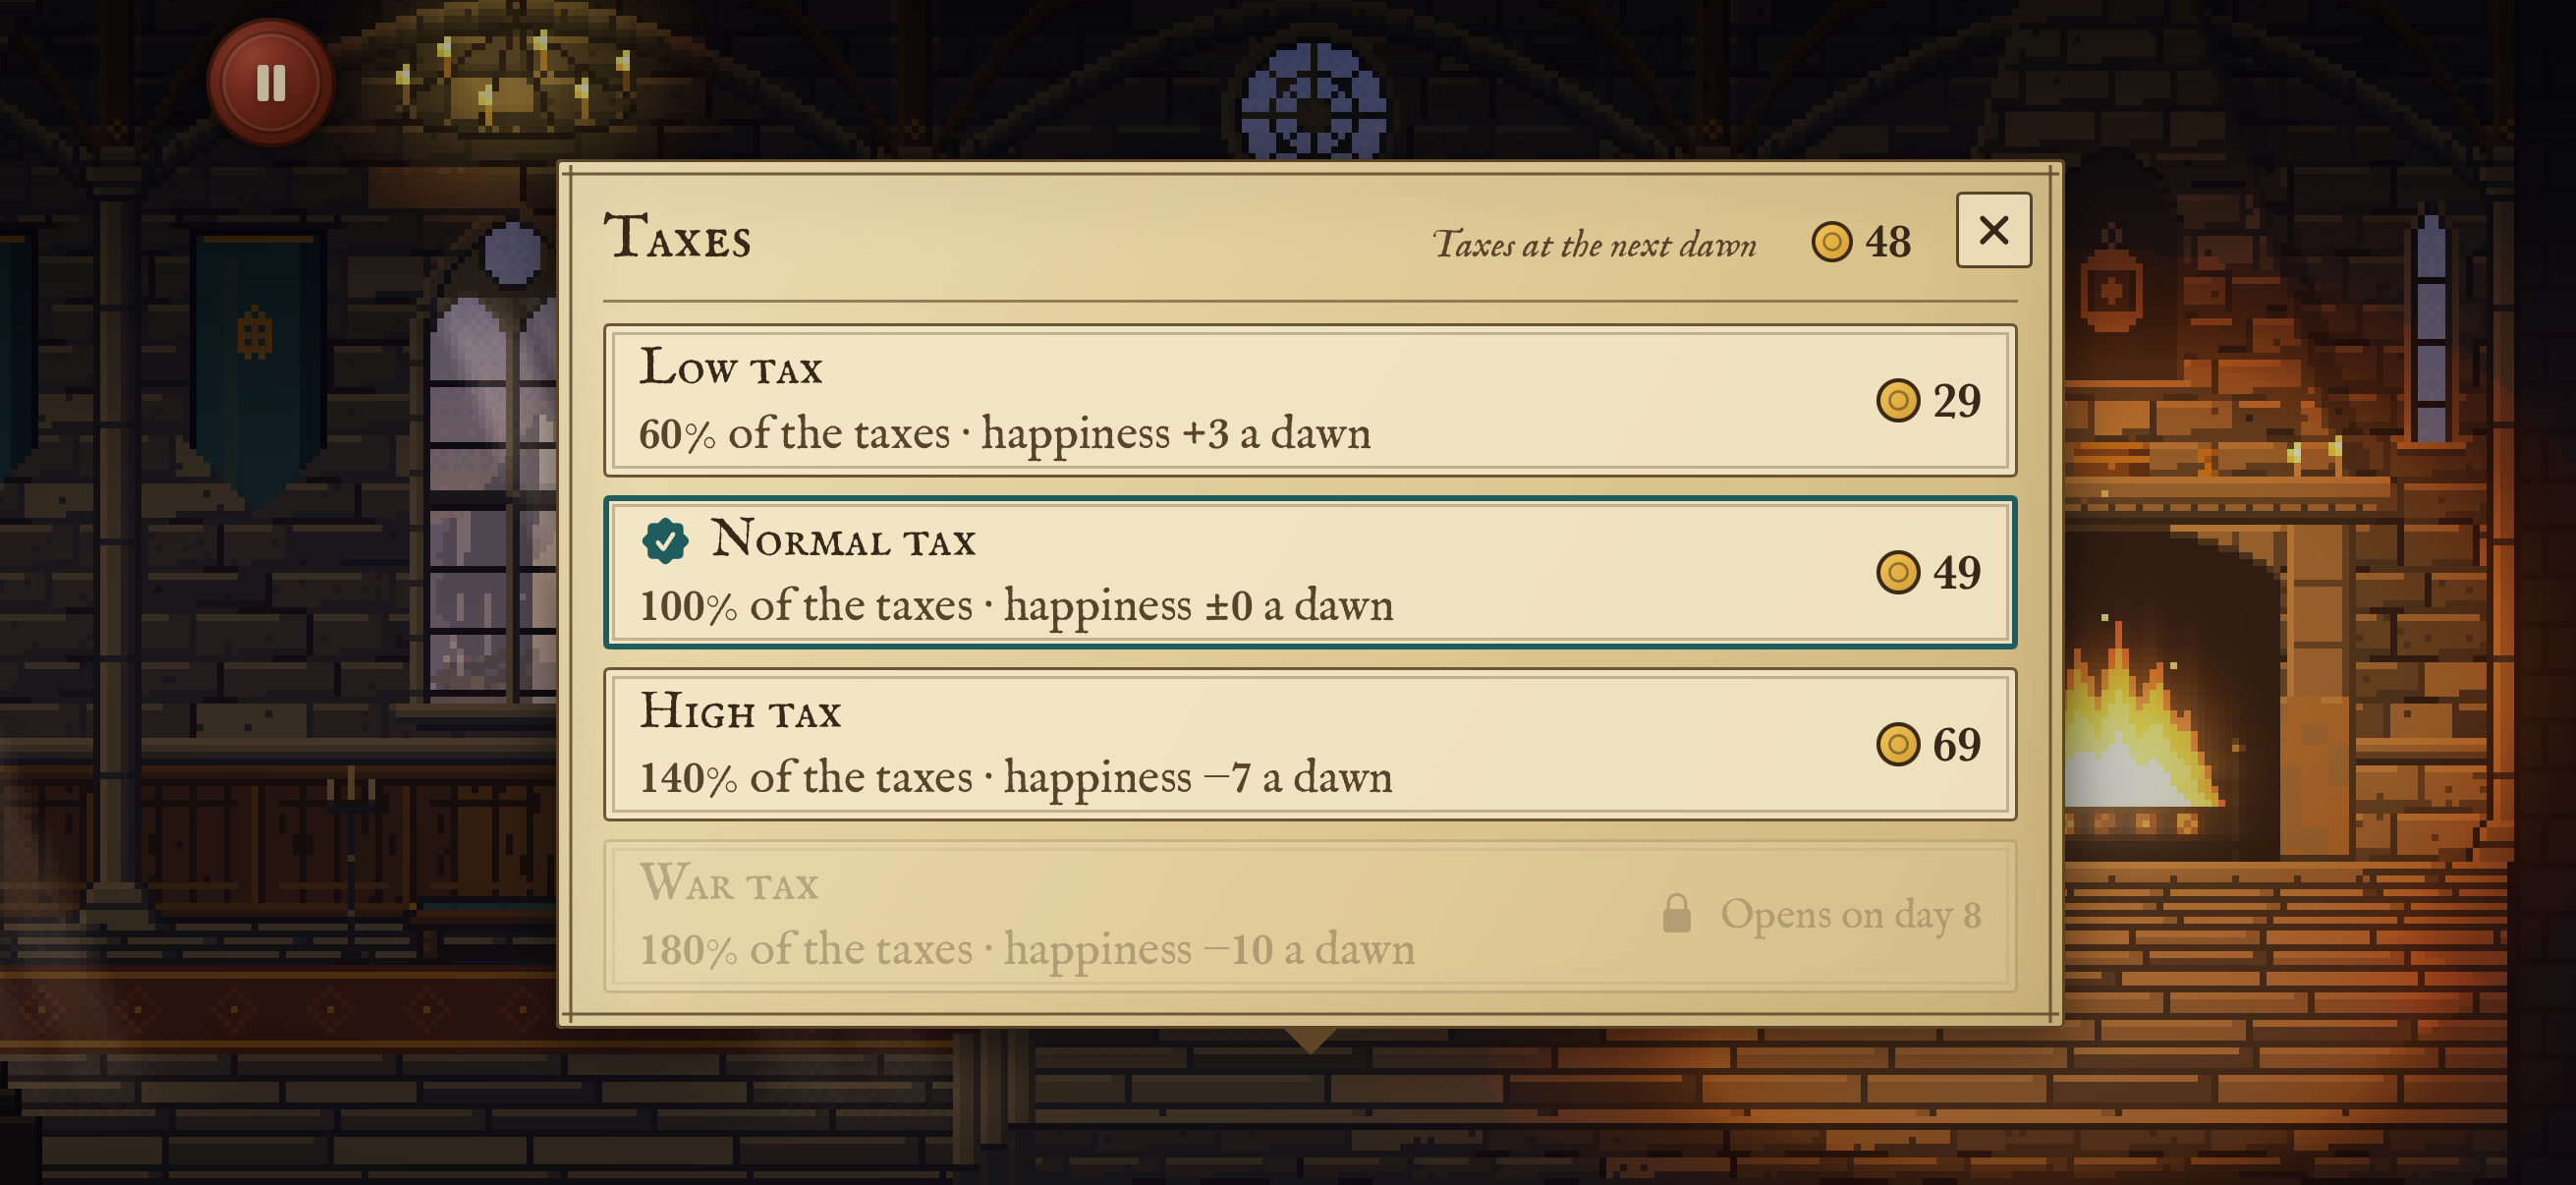 Taxes
Taxes at the next dawn 48
Low tax
60% of the taxes · happiness +3 a dawn
29
Normal tax
100% of the taxes · happiness ±0 a dawn
49
High tax
140% of the taxes · happiness −7 a dawn
69
War tax
180% of the taxes · happiness −10 a dawn
Opens on day 8